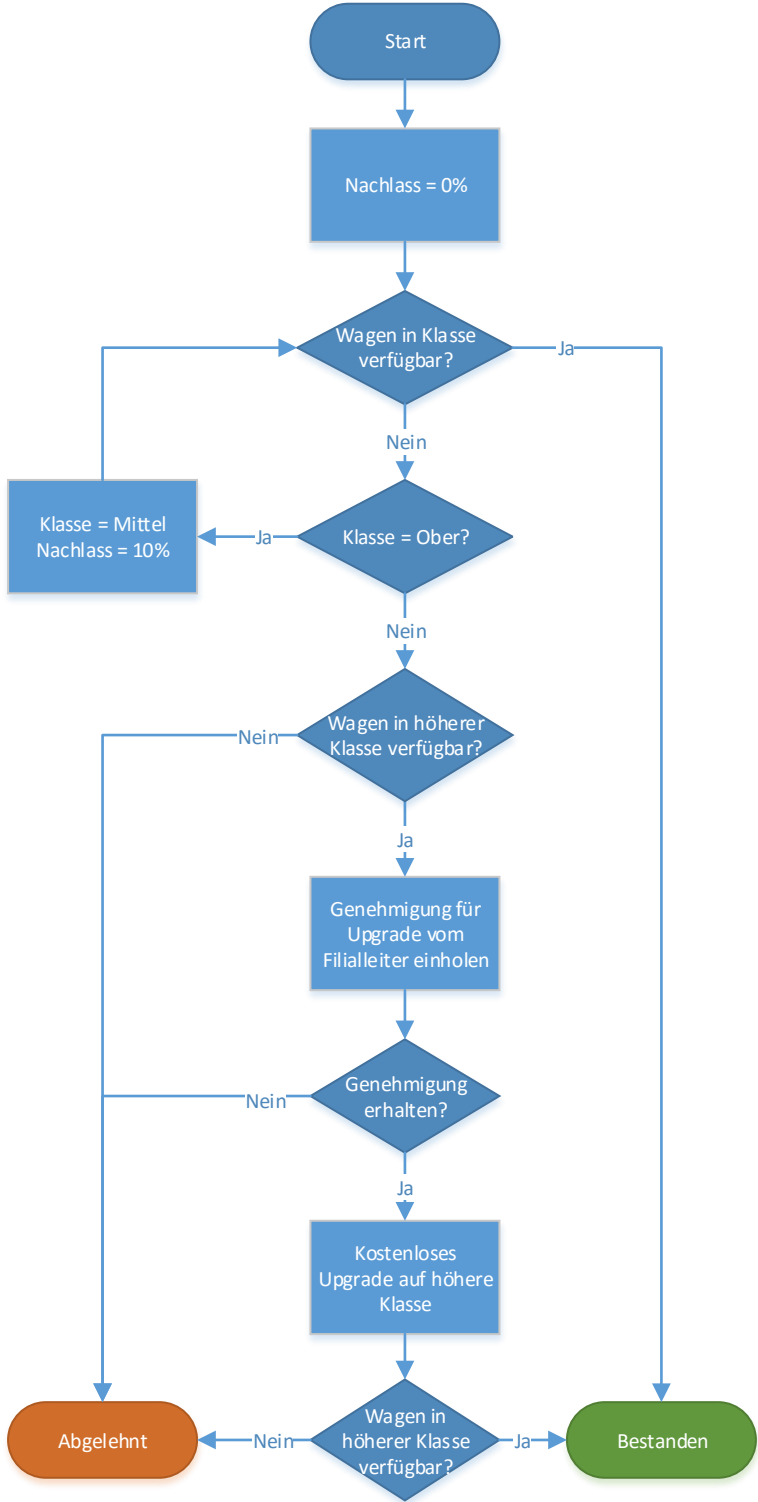 Start
Nachlass = 0%
Wagen in Klasse
verfügbar?
Ja
Nein
Klasse = Mittel
Nachlass = 10%
Ja
Klasse = Ober?
Nein
Wagen in höherer
Klasse verfügbar?
Nein
Ja
Genehmigung für
Upgrade vom
Filialleiter einholen
Genehmigung
erhalten?
Nein
Ja
Kostenloses
Upgrade auf höhere
Klasse
Abgelehnt
Nein
Wagen in
höherer Klasse
verfügbar?
Ja
Bestanden